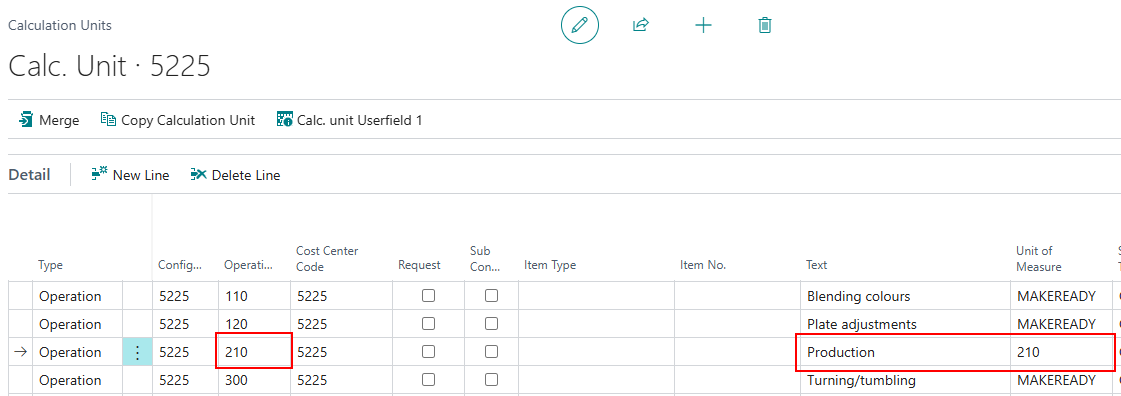 Calculation Units
Calc. Unit · 5225
Merge Copy Calculation Unit Calc. unit Userfield 1
Detail New Line Delete Line
Type Config... Operati... Cost Center Code Request Sub Con... Item Type Item No. Text Unit of Measure
Operation 5225 110 5225 Blending colours MAKEREADY
Operation 5225 120 5225 Plate adjustments MAKEREADY
Operation 5225 210 5225 Production 210
Operation 5225 300 5225 Turning/tumbling MAKEREADY